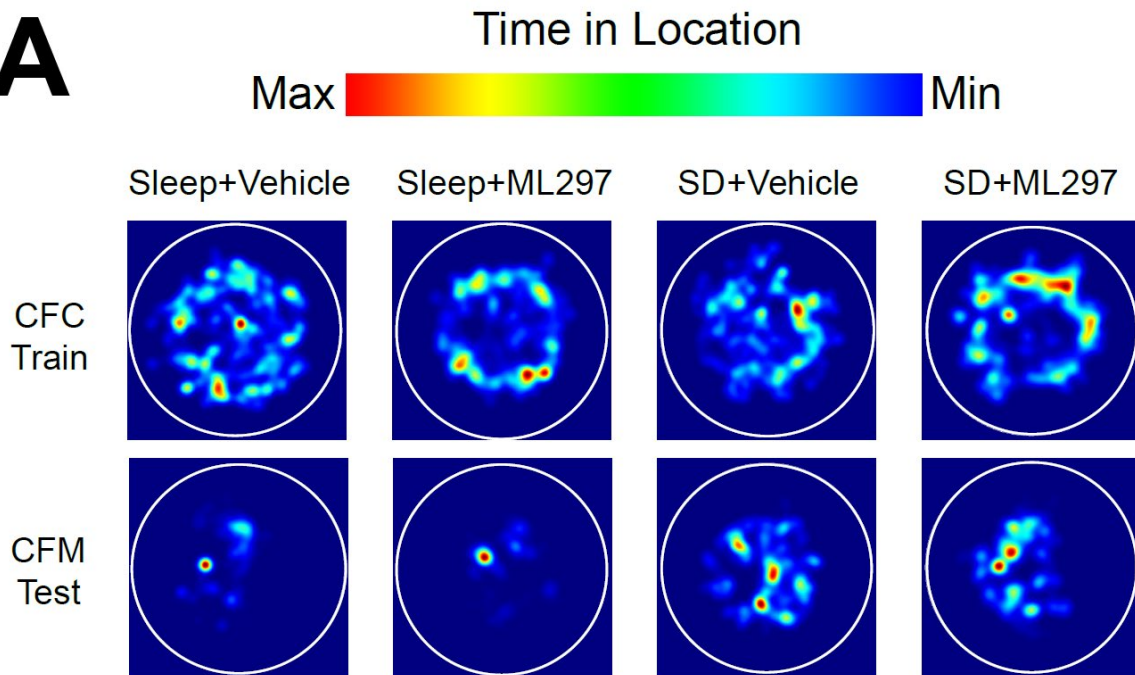 A
Time in Location
Max Min
Sleep+Vehicle Sleep+ML297 SD+Vehicle SD+ML297
CFC
Train
CFM
Test